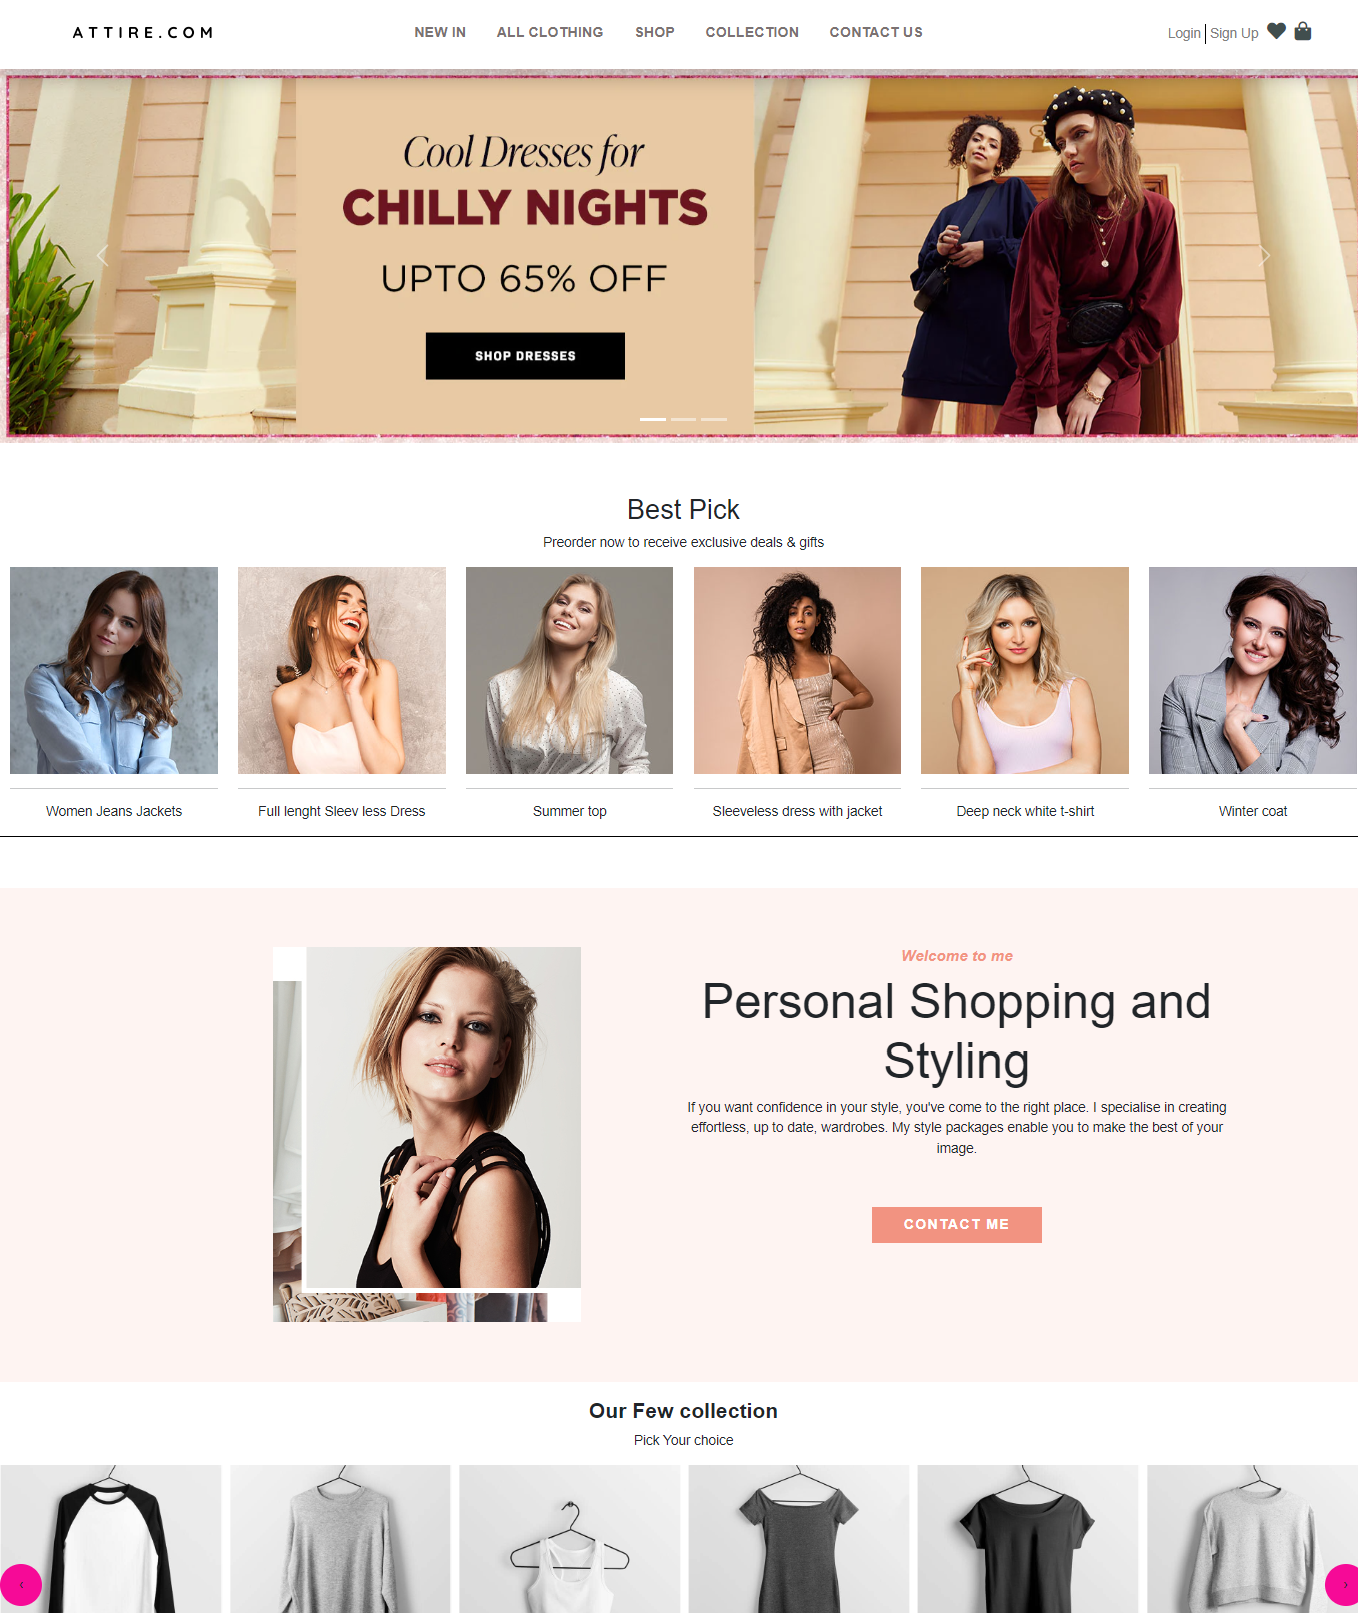 ATTIRE.COM
NEW IN
ALL CLOTHING
SHOP
COLLECTION
CONTACT US
Login
Sign Up
Cool Dresses for
CHILLY NIGHTS
UPTO 65% OFF
SHOP DRESSES
Best Pick
Preorder now to receive exclusive deals & gifts
Women Jeans Jackets
Full lenght Sleev less Dress
Summer top
Sleeveless dress with jacket
Deep neck white t-shirt
Winter coat
Welcome to me
Personal Shopping and
Styling
If you want confidence in your style, you've come to the right place. I specialise in creating
effortless, up to date, wardrobes. My style packages enable you to make the best of your
image.
CONTACT ME
Our Few collection
Pick Your choice